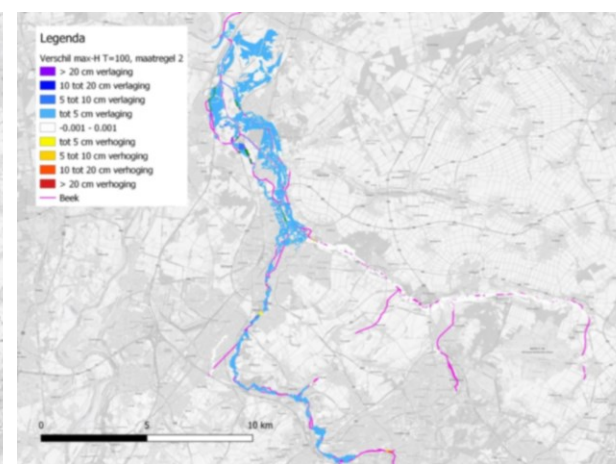 Legenda
Verschil max-H T=100, maatregel 2
> 20 cm verlaging
10 tot 20 cm verlaging
5 tot 10 cm verlaging
tot 5 cm verlaging
-0.001 - 0.001
tot 5 cm verhoging
5 tot 10 cm verhoging
10 tot 20 cm verhoging
> 20 cm verhoging
Beek
0 5 10 km